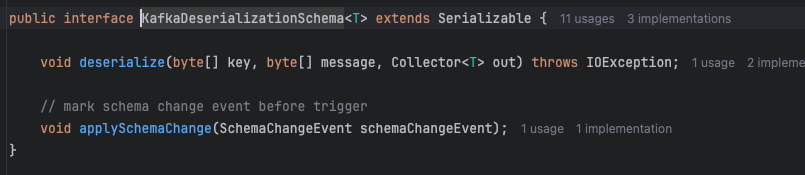 public interface KafkaDeserializationSchema<T> extends Serializable { 11 usages 3 implementations
void deserialize(byte[] key, byte[] message, Collector<T> out) throws IOException; 1 usage 2 impleme
// mark schema change event before trigger
void applySchemaChange(SchemaChangeEvent schemaChangeEvent); 1 usage 1 implementation
}